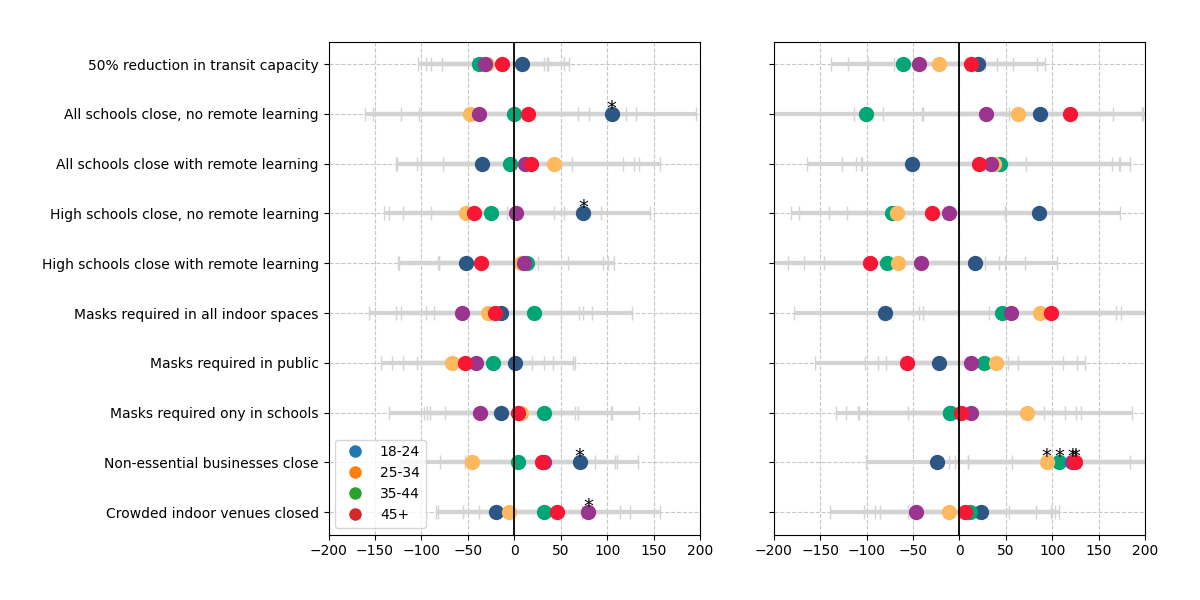 50% reduction in transit capacity
*
All schools close, no remote learning
All schools close with remote learning
*
High schools close, no remote learning
High schools close with remote learning
Masks required in all indoor spaces
Masks required in public
Masks required ony in schools
18-24
* * * * *
Non-essential businesses close
25-34
35-44
*
Crowded indoor venues closed
45+
−200 −150 −100 −50 0 50 100 150 200
−200 −150 −100 −50 0 50 100 150 200